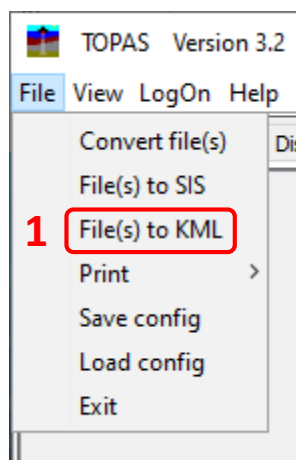 TOPAS Version 3.2
File View LogOn Help
Convert file(s)
Dis
File(s) to SIS
1 File(s) to KML
Print >
Save config
Load config
Exit